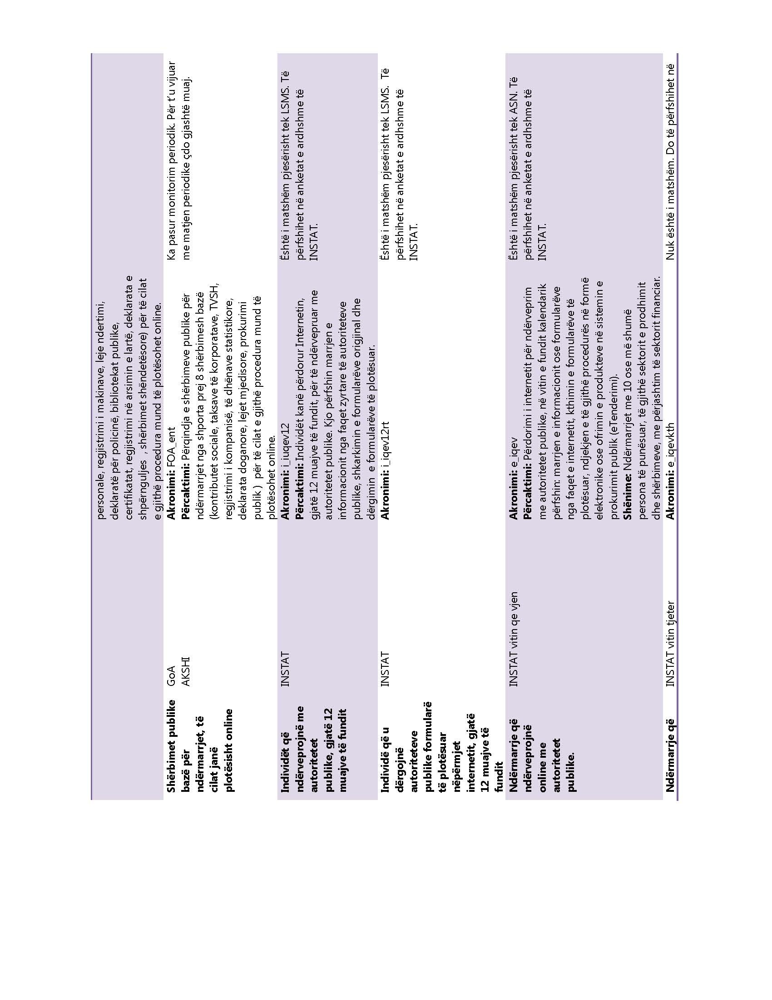 personale, regjistrimi i makinave, leje ndertimi,
deklaratë për policinë, bibliotekat publike,
certifikatat, regjistrimi në arsimin e lartë, deklarata e
shpërnguljes , shërbimet shëndetësore) për të cilat
e gjithë procedura mund të plotësohet online.
Shërbimet publike
bazë për
ndërmarrjet, të
cilat janë
plotësisht online
GoA
AKSHI
Akronimi: FOA_ent
Përcaktimi: Përqindja e shërbimeve publike për
ndërmarrjet nga shporta prej 8 shërbimesh bazë
(kontributet sociale, taksave të korporatave, TVSH,
regjistrimi i kompanisë, të dhënave statistikore,
deklarata doganore, lejet mjedisore, prokurimi
publik ) për të cilat e gjithë procedura mund të
plotësohet online.
Ka pasur monitorim periodik. Për t’u vijuar
me matjen periodike çdo gjashtë muaj.
Individët që
ndërveprojnë me
autoritetet
publike, gjatë 12
muajve të fundit
INSTAT
Akronimi: i_iuqev12
Përcaktimi: Individët kanë përdorur Internetin,
gjatë 12 muajve të fundit, për të ndërvepruar me
autoritetet publike. Kjo përfshin marrjen e
informacionit nga faqet zyrtare të autoriteteve
publike, shkarkimin e formularëve origjinal dhe
dërgimin e formularëve të plotësuar.
Është i matshëm pjesërisht tek LSMS. Të
përfshihet në anketat e ardhshme të
INSTAT.
Individë që u
dërgojnë
autoriteteve
publike formularë
të plotësuar
nëpërmjet
internetit, gjatë
12 muajve të
fundit
INSTAT
Akronimi: i_iqev12rt
Është i matshëm pjesërisht tek LSMS. Të
përfshihet në anketat e ardhshme të
INSTAT.
Ndërmarrje që
ndërveprojnë
online me
autoritetet
publike.
INSTAT vitin qe vjen
Akronimi: e_iqev
Përcaktimi: Përdorimi i internetit për ndërveprim
me autoritetet publike, në vitin e fundit kalendarik
përfshin: marrjen e informacionit ose formularëve
nga faqet e internetit, kthimin e formularëve të
plotësuar, ndjekjen e të gjithë procedurës në formë
elektronike ose ofrimin e produkteve në sistemin e
prokurimit publik (eTenderimi).
Shënime: Ndërmarrjet me 10 ose më shumë
persona të punësuar, të gjithë sektorit e prodhimit
dhe shërbimeve, me përjashtim të sektorit financiar.
Është i matshëm pjesërisht tek ASN. Të
përfshihet në anketat e ardhshme të
INSTAT.
Ndërmarrje që
INSTAT vitin tjeter
Akronimi: e_iqevkth
Nuk është i matshëm. Do të përfshihet në